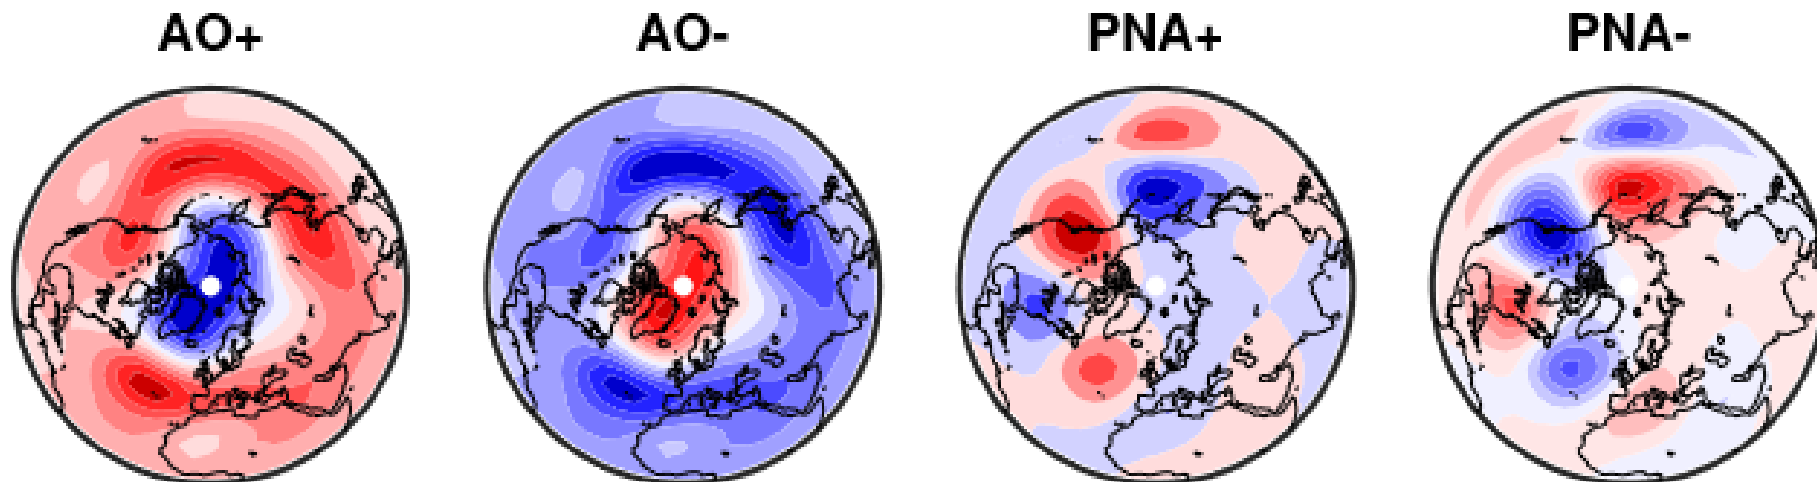 AO+
AO-
PNA+
PNA-